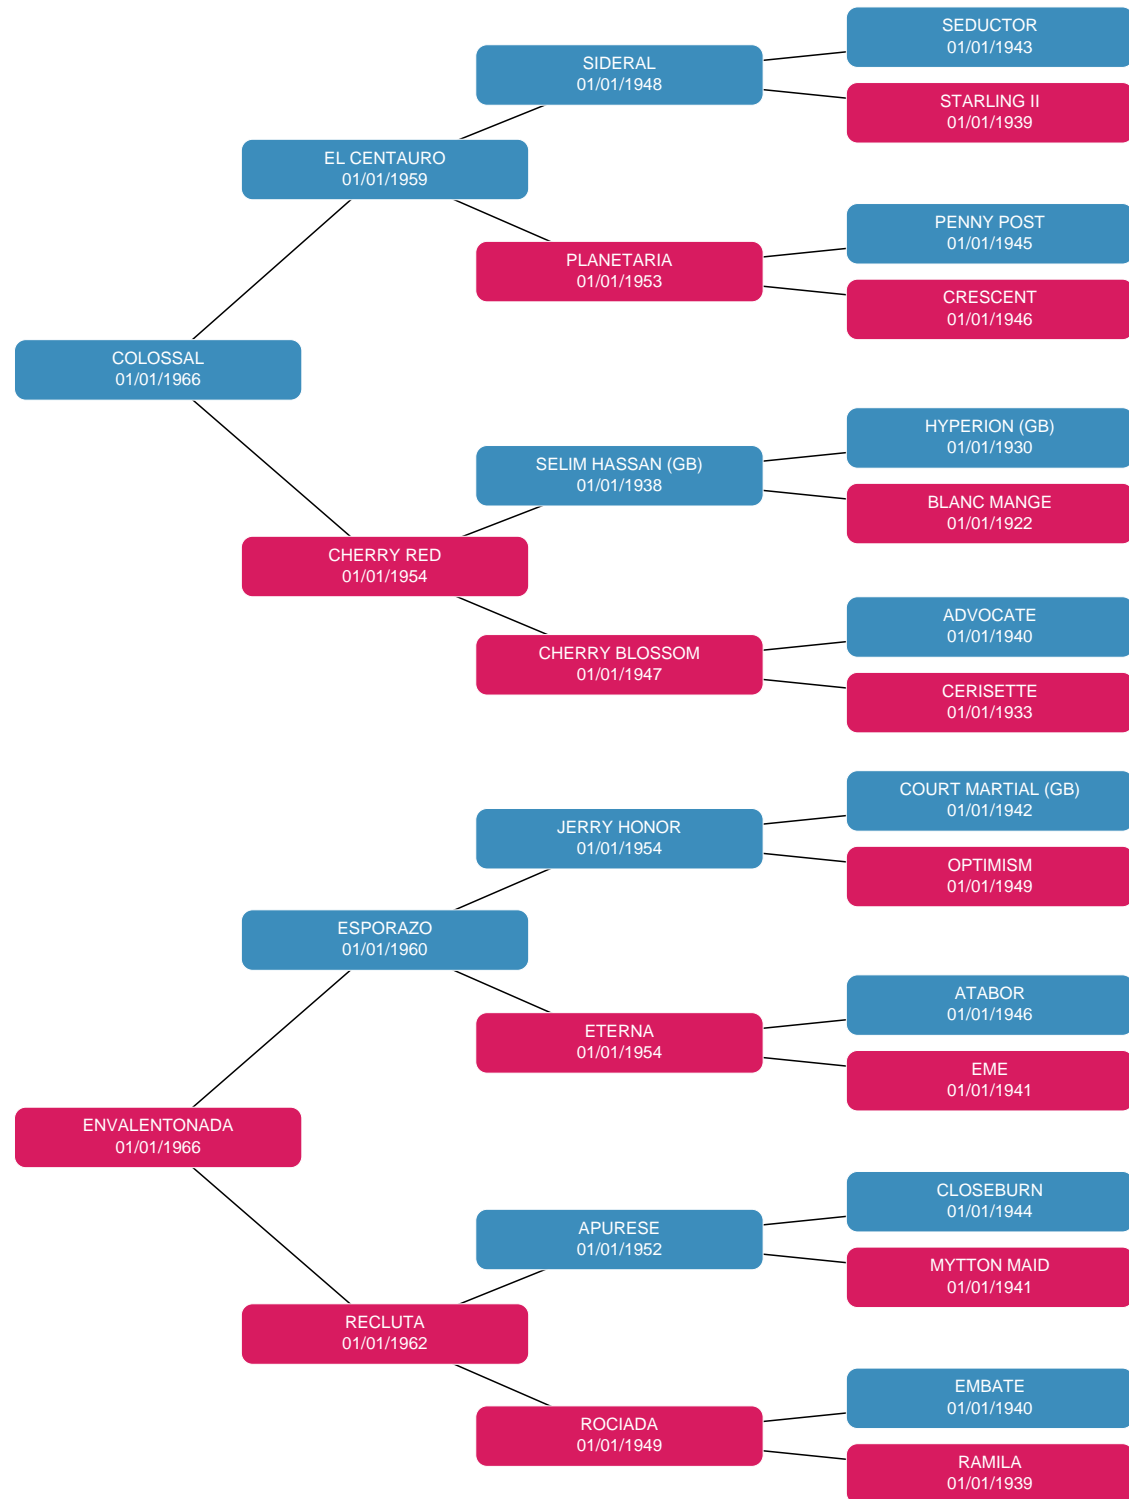 SEDUCTOR
01/01/1943
SIDERAL
01/01/1948
STARLING II
01/01/1939
EL CENTAURO
01/01/1959
PENNY POST
01/01/1945
PLANETARIA
01/01/1953
CRESCENT
01/01/1946
COLOSSAL
01/01/1966
HYPERION (GB)
01/01/1930
SELIM HASSAN (GB)
01/01/1938
BLANC MANGE
01/01/1922
CHERRY RED
01/01/1954
ADVOCATE
01/01/1940
CHERRY BLOSSOM
01/01/1947
CERISETTE
01/01/1933
COURT MARTIAL (GB)
01/01/1942
JERRY HONOR
01/01/1954
OPTIMISM
01/01/1949
ESPORAZO
01/01/1960
ATABOR
01/01/1946
ETERNA
01/01/1954
EME
01/01/1941
ENVALENTONADA
01/01/1966
CLOSEBURN
01/01/1944
APURESE
01/01/1952
MYTTON MAID
01/01/1941
RECLUTA
01/01/1962
EMBATE
01/01/1940
ROCIADA
01/01/1949
RAMILA
01/01/1939